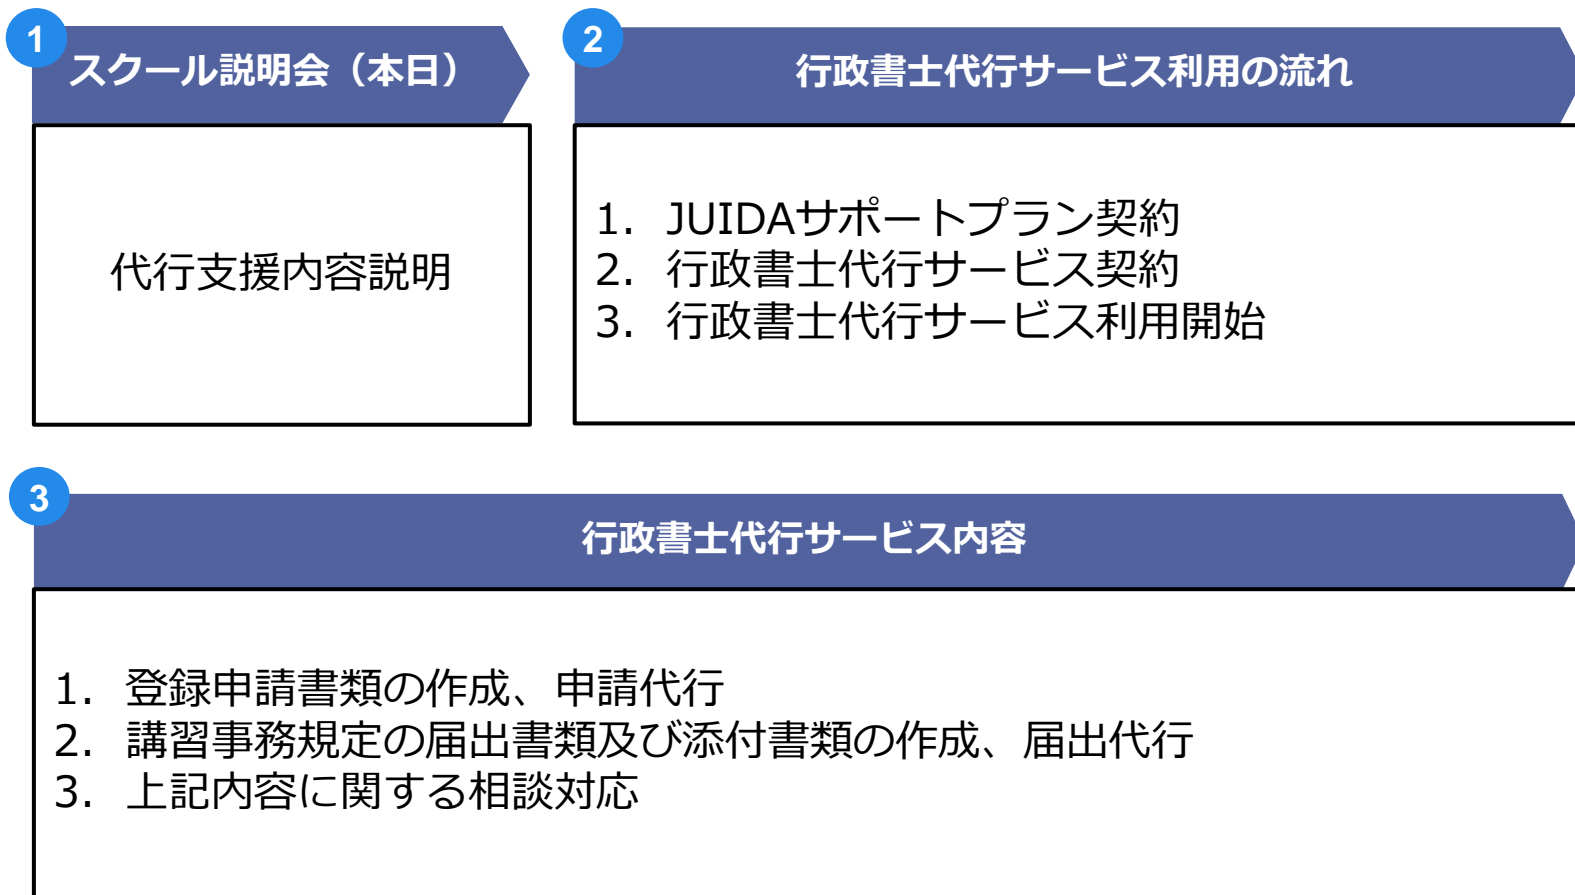 1
スクール説明会（本日）
代行支援内容説明
2
行政書士代行サービス利用の流れ
1. JUIDAサポートプラン契約
2. 行政書士代行サービス契約
3. 行政書士代行サービス利用開始
3
行政書士代行サービス内容
1. 登録申請書類の作成、申請代行
2. 講習事務規定の届出書類及び添付書類の作成、届出代行
3. 上記内容に関する相談対応